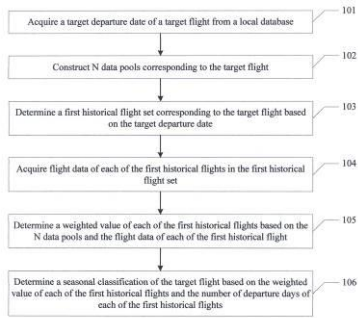 101
Acquire a target departure date of a target flight from a local database
102
Construct N data pools corresponding to the target flight
103
Determine a first historical flight set corresponding to the target flight based
on the target departure date
104
Acquire flight data of each of the first historical flights in the first historical
flight set
105
Determine a weighted value of each of the first historical flights based on the
N data pools and the flight data of each of the first historical flight
106
Determine a seasonal classification of the target flight based on the weighted
value of each of the first historical flights and the number of departure days of
each of the first historical flights